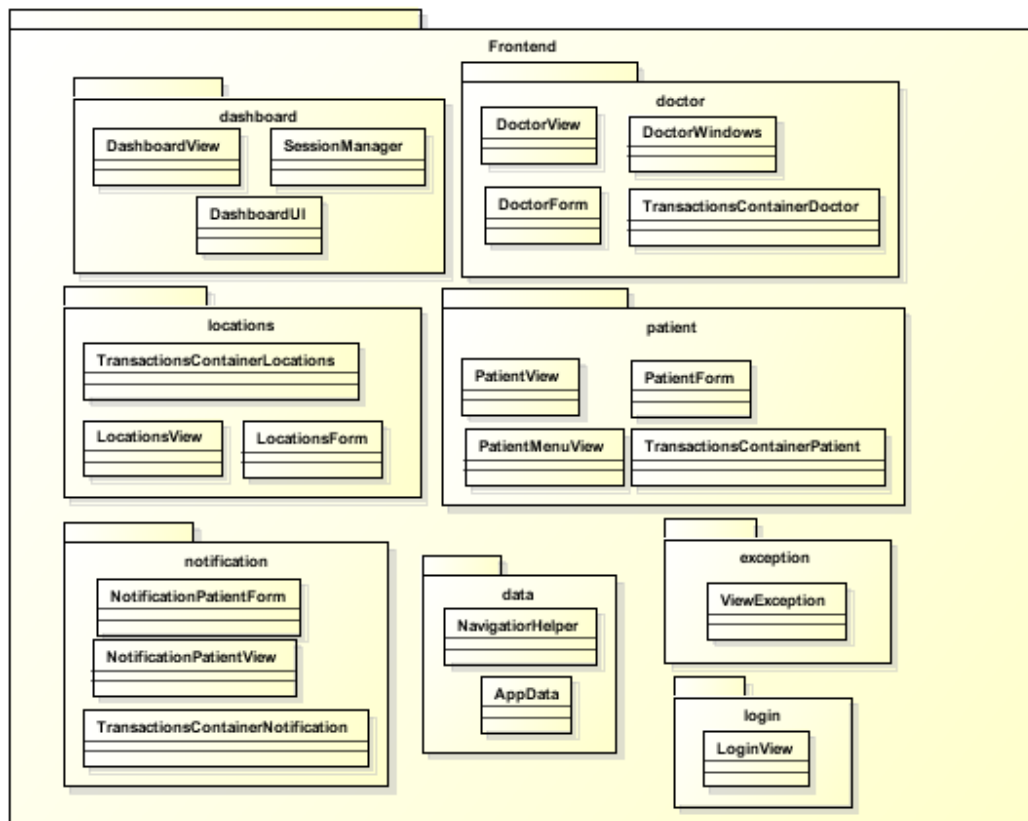 Frontend
dashboard
DashboardView
SessionManager
DashboardUI
doctor
DoctorView
DoctorWindows
DoctorForm
TransactionsContainerDoctor
locations
TransactionsContainerLocations
LocationsView
LocationsForm
patient
PatientView
PatientForm
PatientMenuView
TransactionsContainerPatient
notification
NotificationPatientForm
NotificationPatientView
TransactionsContainerNotification
data
NavigatiorHelper
AppData
exception
ViewException
login
LoginView